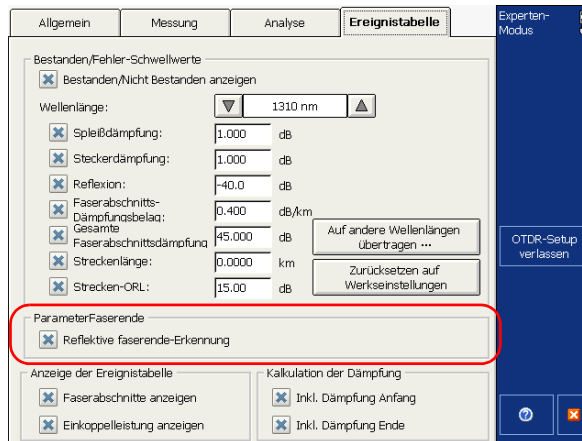 Allgemein
Messung
Analyse
Ereignistabelle
Experten-
Modus
Bestanden/Fehler-Schwellwerte
Bestanden/Nicht Bestanden anzeigen
Wellenlänge:
1310 nm
Spleißdämpfung:
1.000
dB
Steckerdämpfung:
1.000
dB
Reflexion:
-40.0
dB
Faserabschnitts-
Dämpfungsbelag:
0.400
dB/km
Gesamte
Faserabschnittsdämpfung
45.000
dB
Auf andere Wellenlängen
übertragen ...
Streckenlänge:
0.0000
km
Strecken-ORL:
15.00
dB
Zurücksetzen auf
Werkseinstellungen
OTDR-Setup
verlassen
ParameterFaserende
Reflektive faserende-Erkennung
Anzeige der Ereignistabelle
Faserabschnitte anzeigen
Einkoppelleistung anzeigen
Kalkulation der Dämpfung
Inkl. Dämpfung Anfang
Inkl. Dämpfung Ende